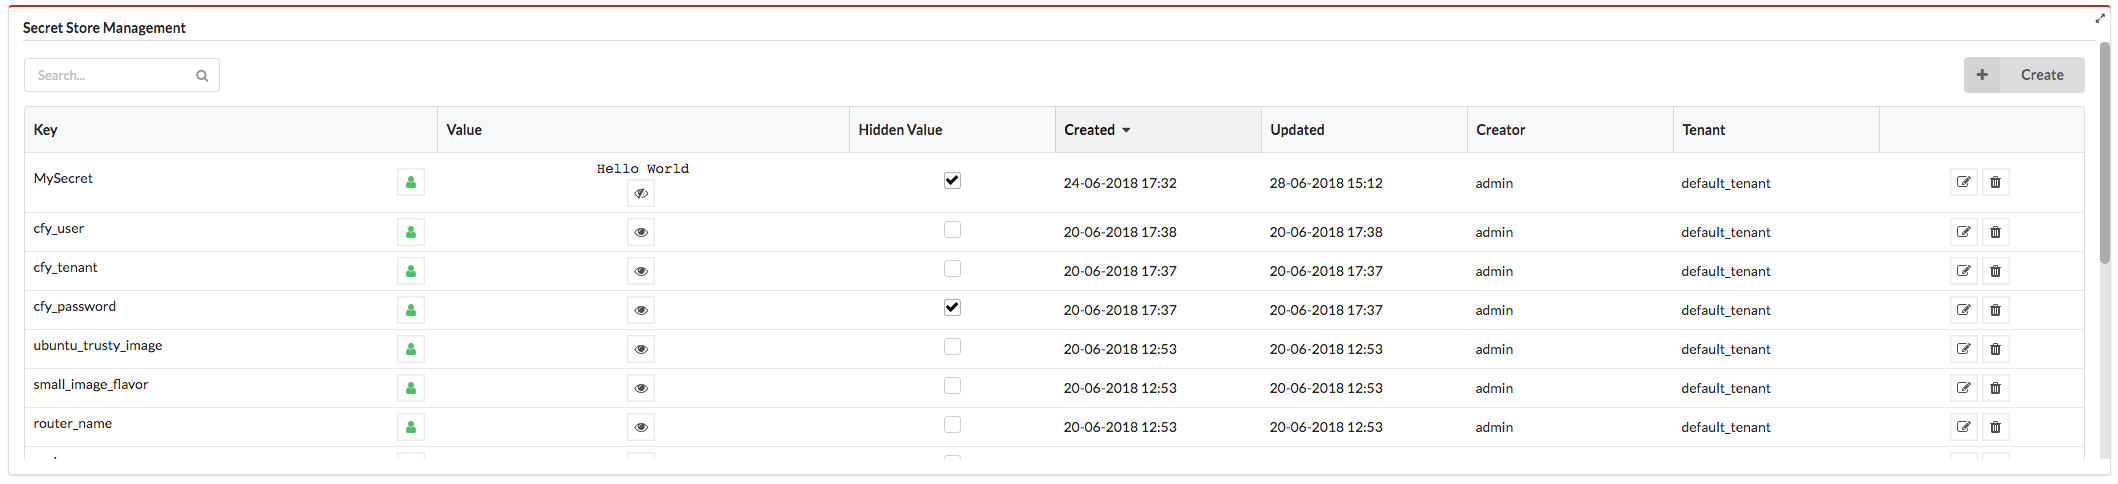 Secret Store Management
Search...
Create
Key Value Hidden Value Created Updated Creator Tenant
Hello World
MySecret 24-06-2018 17:32 28-06-2018 15:12 admin default_tenant
cfy_user 20-06-2018 17:38 20-06-2018 17:38 admin default_tenant
cfy_tenant 20-06-2018 17:37 20-06-2018 17:37 admin default_tenant
cfy_password 20-06-2018 17:37 20-06-2018 17:37 admin default_tenant
ubuntu_trusty_image 20-06-2018 12:53 20-06-2018 12:53 admin default_tenant
small_image_flavor 20-06-2018 12:53 20-06-2018 12:53 admin default_tenant
router_name 20-06-2018 12:53 20-06-2018 12:53 admin default_tenant